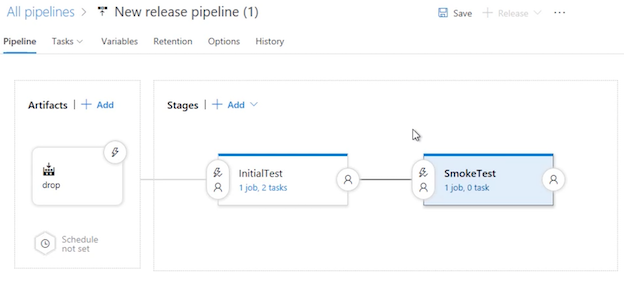 All pipelines > New release pipeline (1)
Save + Release ...
Pipeline Tasks Variables Retention Options History
Artifacts | + Add
Stages | + Add
drop
Schedule
not set
InitialTest
1 job, 2 tasks
SmokeTest
1 job, 0 task